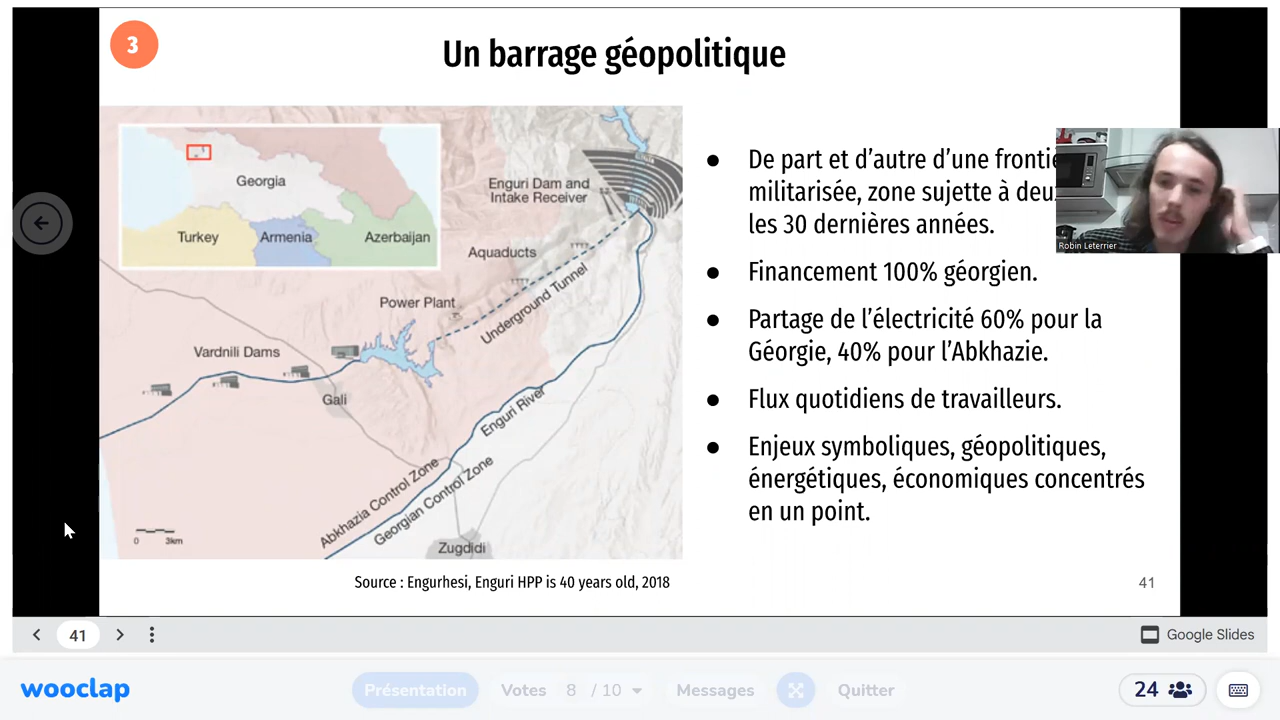 3
Un barrage géopolitique
Georgia
Turkey
Armenia
Azerbaijan
Enguri Dam and
Intake Receiver
Aquaducts
Underground Tunnel
Power Plant
Vardnili Dams
Gali
Enguri River
Abkhazia Control Zone
Georgian Control Zone
0 3km
Zugdidi
Source : Engurhesi, Enguri HPP is 40 years old, 2018
● De part et d’autre d’une
militarisée, zone sujette à
les 30 dernières années.
● Financement 100% géorgien.
● Partage de l’électricité 60% pour la
Géorgie, 40% pour l’Abkhazie.
● Flux quotidiens de travailleurs.
● Enjeux symboliques, géopolitiques,
énergétiques, économiques concentrés
en un point.
Robin Leterrier
41
41
Google Slides
wooclap
Présentation
Votes 8 / 10
Messages
Quitter
24